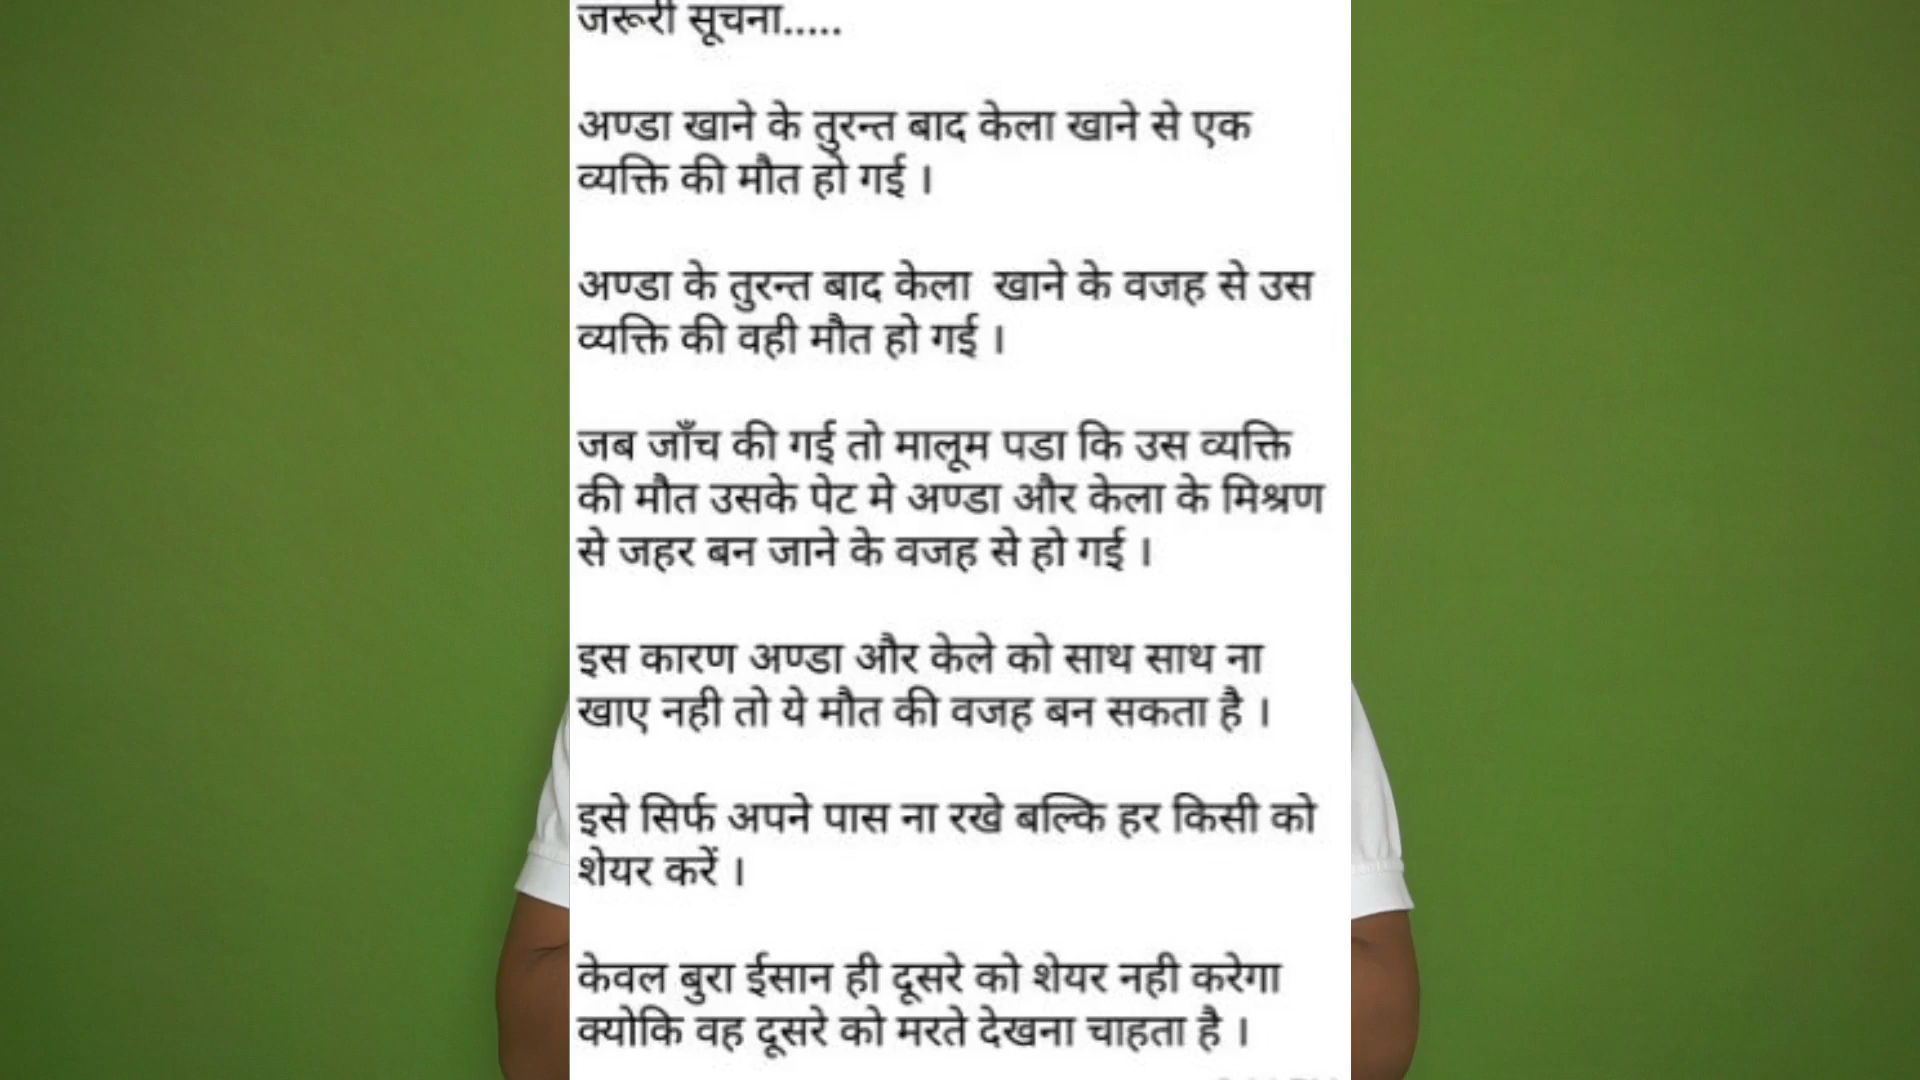 जरूरी सूचना.....
अण्डा खाने के तुरन्त बाद केला खाने से एक
व्यक्ति की मौत हो गई ।
अण्डा के तुरन्त बाद केला खाने के वजह से उस
व्यक्ति की वही मौत हो गई ।
जब जाँच की गई तो मालूम पडा कि उस व्यक्ति
की मौत उसके पेट मे अण्डा और केला के मिश्रण
से जहर बन जाने के वजह से हो गई ।
इस कारण अण्डा और केले को साथ साथ ना
खाए नही तो ये मौत की वजह बन सकता है ।
इसे सिर्फ अपने पास ना रखे बल्कि हर किसी को
शेयर करें ।
केवल बुरा ईसान ही दूसरे को शेयर नही करेगा
क्योकि वह दूसरे को मरते देखना चाहता है ।